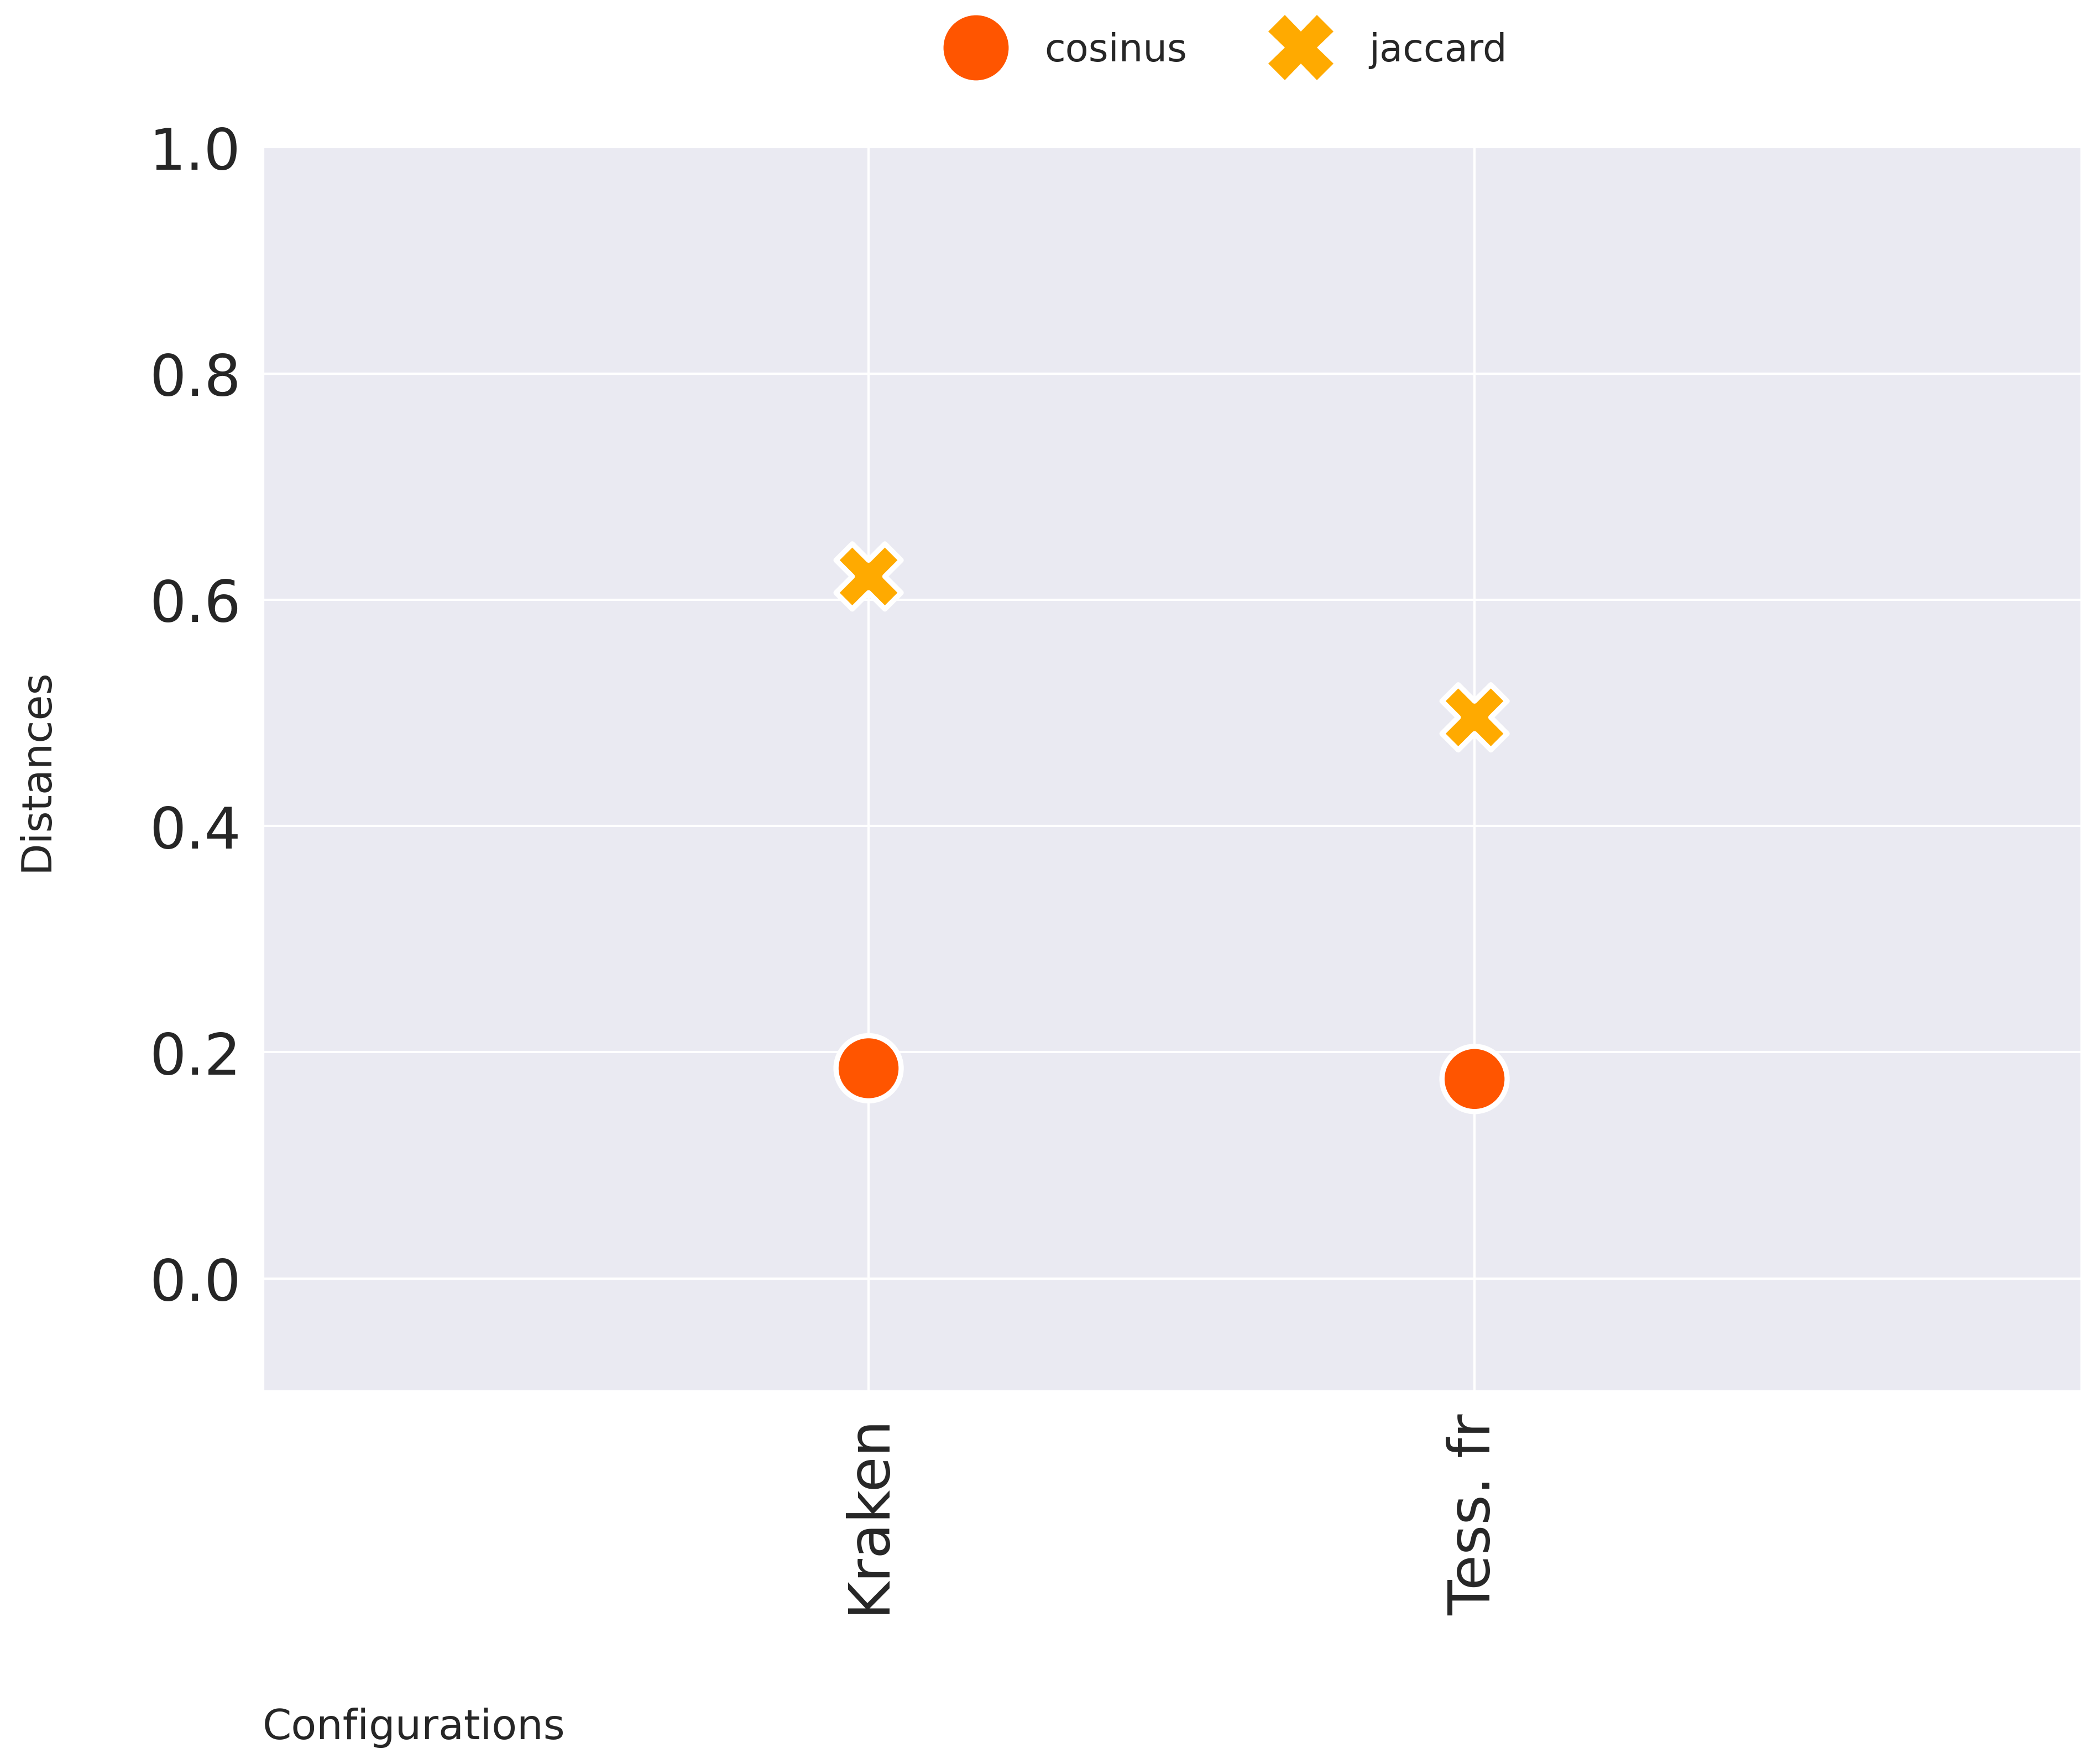 cosinus jaccard
1.0
0.8
0.6
0.4
0.2
0.0
Distances
Kraken
Tess. fr
Configurations